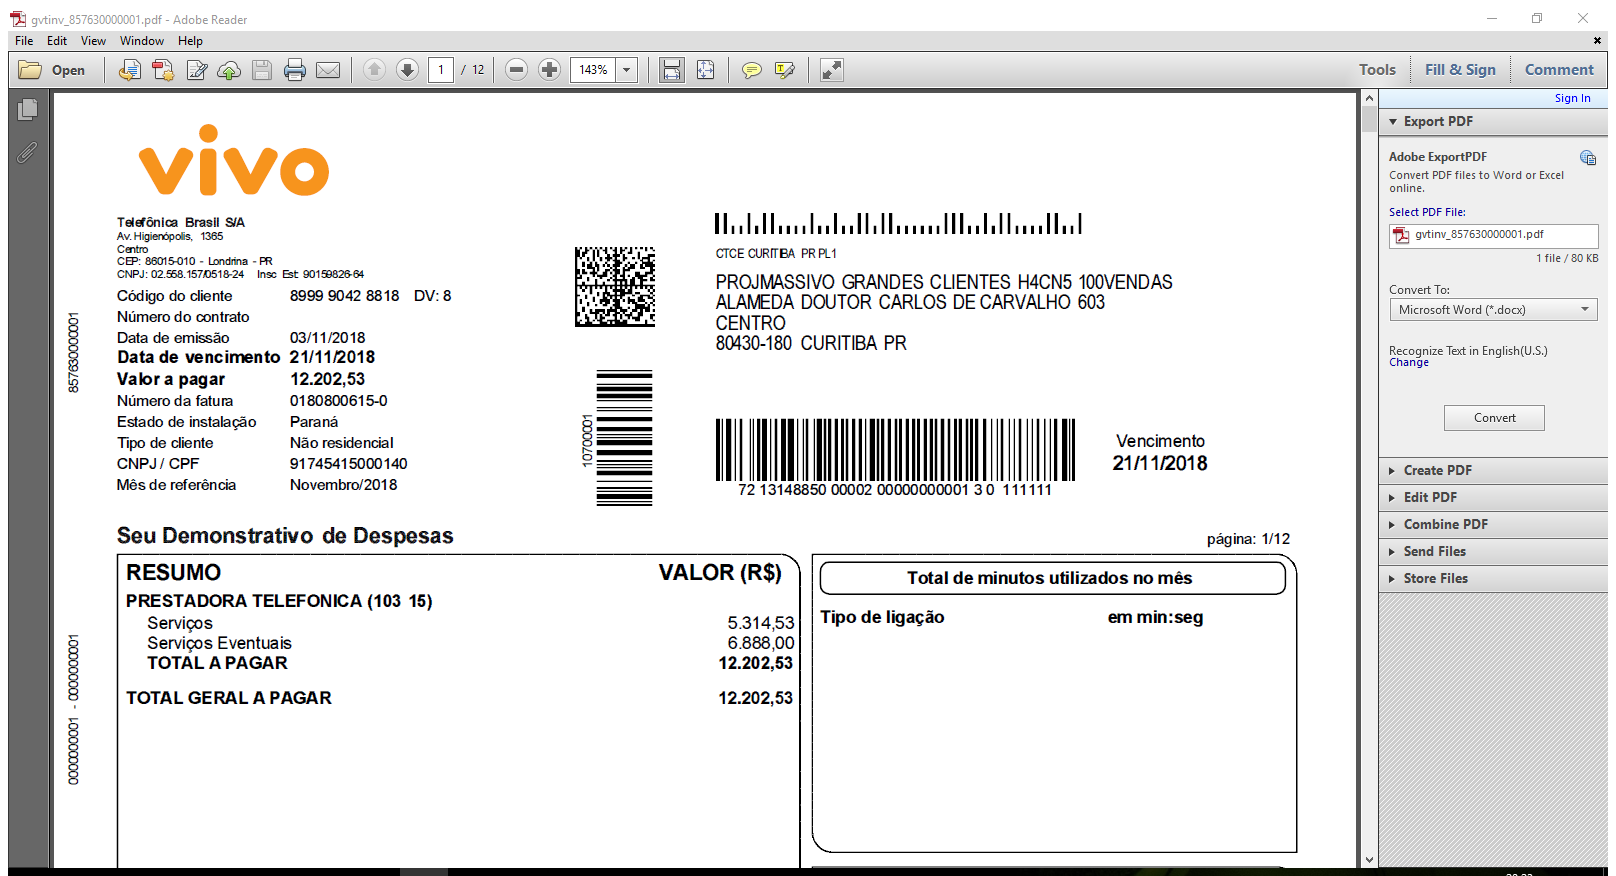 gvtinv_857630000001.pdf - Adobe Reader
File Edit View Window Help
Open 1 / 12 143% Tools Fill & Sign Comment
Sign In
Export PDF
Adobe ExportPDF
Convert PDF files to Word or Excel
online.
Select PDF File:
gvtinv_857630000001.pdf
1 file / 80 KB
Convert To:
Microsoft Word (*.docx)
Recognize Text in English(U.S.)
Change
Convert
Create PDF
Edit PDF
Combine PDF
Send Files
Store Files
vivo
Telefônica Brasil S/A
Av. Higienópolis, 1365
Centro
CEP: 86015-010 - Londrina - PR
CNPJ: 02.558.157/0518-24 Insc Est: 90159826-64
Código do cliente 8999 9042 8818 DV: 8
Número do contrato
Data de emissão 03/11/2018
Data de vencimento 21/11/2018
Valor a pagar 12.202,53
Número da fatura 0180800615-0
Estado de instalação Paraná
Tipo de cliente Não residencial
CNPJ / CPF 91745415000140
Mês de referência Novembro/2018
857630000001
10700001
CTCE CURITIBA PR PL1
PROJMASSIVO GRANDES CLIENTES H4CN5 100VENDAS
ALAMEDA DOUTOR CARLOS DE CARVALHO 603
CENTRO
80430-180 CURITIBA PR
72 13148850 00002 00000000001 3 0 111111
Vencimento
21/11/2018
Seu Demonstrativo de Despesas
página: 1/12
RESUMO VALOR (R$)
PRESTADORA TELEFONICA (103 15)
Serviços 5.314,53
Serviços Eventuais 6.888,00
TOTAL A PAGAR 12.202,53
TOTAL GERAL A PAGAR 12.202,53
Total de minutos utilizados no mês
Tipo de ligação em min:seg
000000001 - 000000001